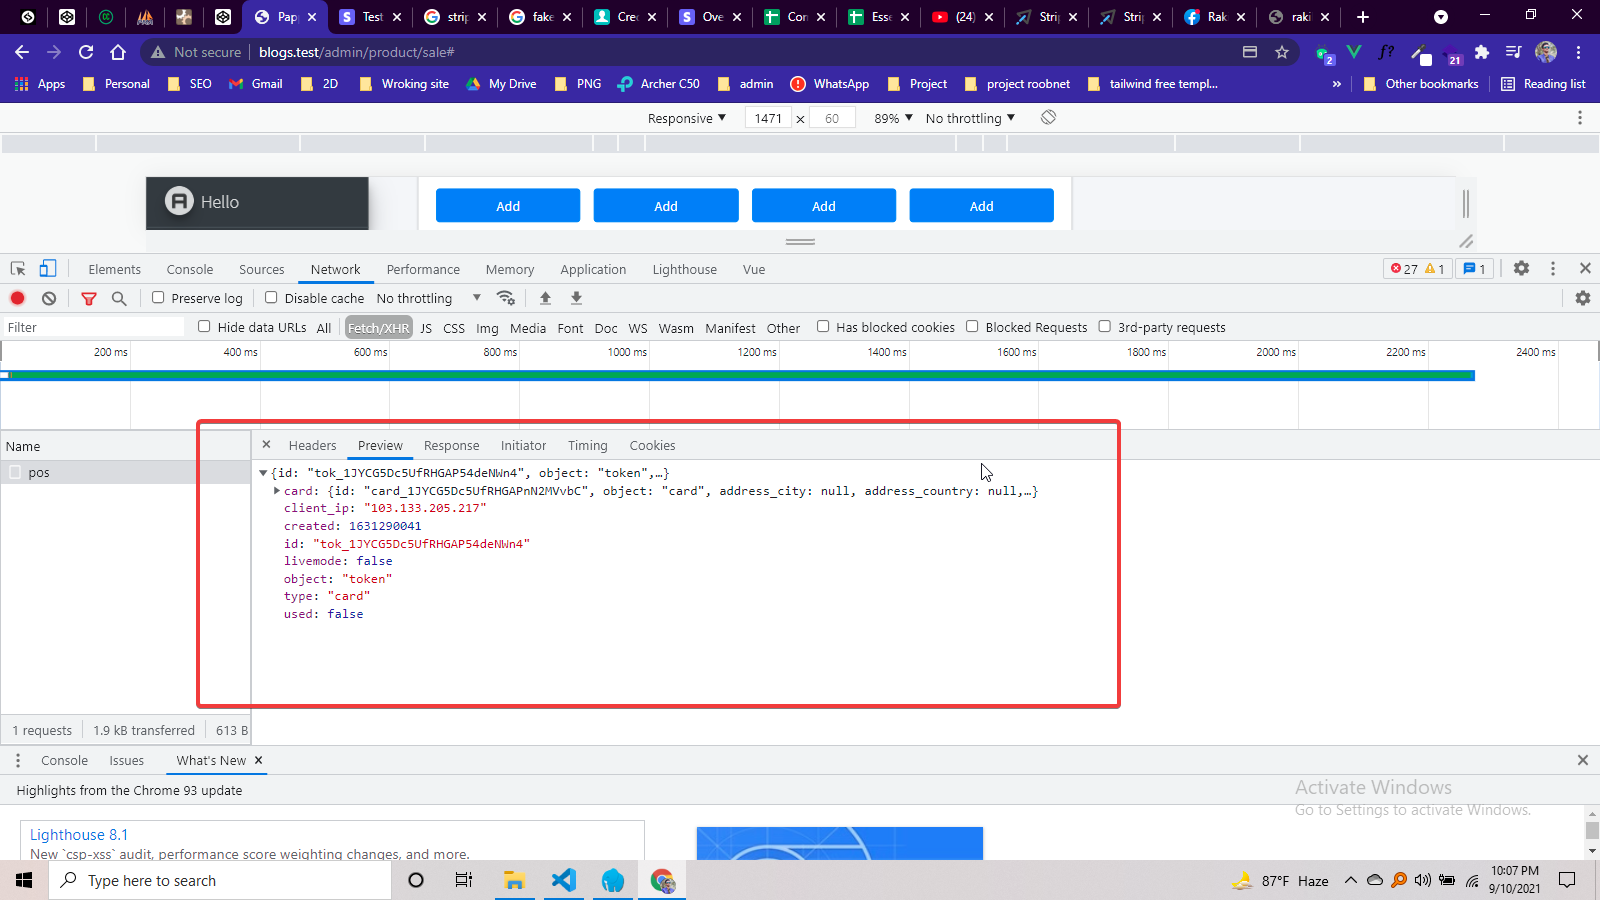 Pap
Test
strip
fake
Cred
Ove
Con
Esse
(24)
Strip
Strip
Raki
raki
Not secure
blogs.test/admin/product/sale#
2
f?
21
Apps
Personal
SEO
Gmail
2D
Wroking site
My Drive
PNG
Archer C50
admin
WhatsApp
Project
project roobnet
tailwind free templ...
»
Other bookmarks
Reading list
Responsive ▼
1471 x 60
89% ▼
No throttling ▼
Hello
Add
Add
Add
Add
Elements
Console
Sources
Network
Performance
Memory
Application
Lighthouse
Vue
27
1
1
Preserve log
Disable cache
No throttling
Filter
Hide data URLs
All
Fetch/XHR
JS
CSS
Img
Media
Font
Doc
WS
Wasm
Manifest
Other
Has blocked cookies
Blocked Requests
3rd-party requests
200 ms
400 ms
600 ms
800 ms
1000 ms
1200 ms
1400 ms
1600 ms
1800 ms
2000 ms
2200 ms
2400 ms
Name
pos
Headers
Preview
Response
Initiator
Timing
Cookies
{id: "tok_1JYCG5Dc5UfRHGAP54deNWn4", object: "token",…}
card: {id: "card_1JYCG5Dc5UfRHGAPnN2MVvbC", object: "card", address_city: null, address_country: null,…}
client_ip: "103.133.205.217"
created: 1631290041
id: "tok_1JYCG5Dc5UfRHGAP54deNWn4"
livemode: false
object: "token"
type: "card"
used: false
1 requests
1.9 kB transferred
613 B
Console
Issues
What's New
Highlights from the Chrome 93 update
Activate Windows
Go to Settings to activate Windows.
Lighthouse 8.1
New `csp-xss` audit, performance score weighting changes, and more.
Type here to search
87°F Haze
10:07 PM
9/10/2021